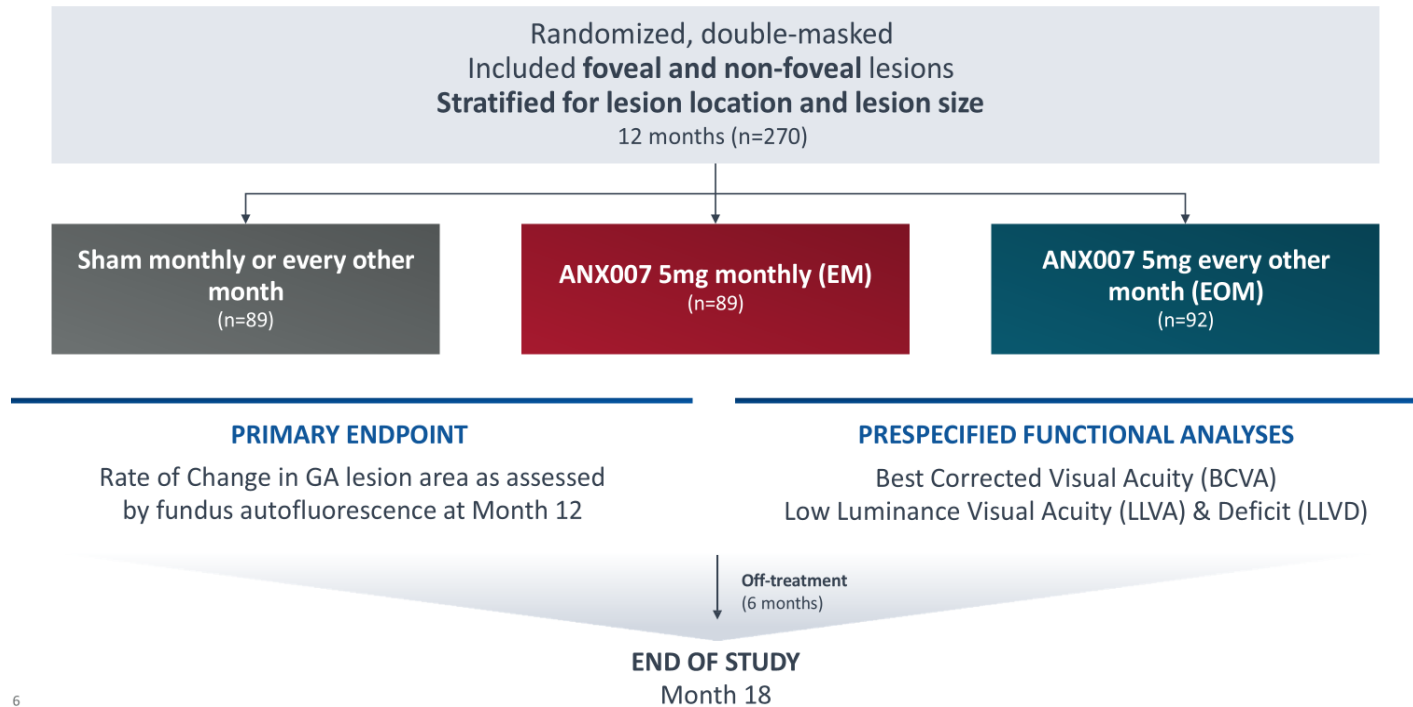 Randomized, double-masked
Included foveal and non-foveal lesions
Stratified for lesion location and lesion size
12 months (n=270)
Sham monthly or every other
month
(n=89)
ANX007 5mg monthly (EM)
(n=89)
ANX007 5mg every other
month (EOM)
(n=92)
PRIMARY ENDPOINT
Rate of Change in GA lesion area as assessed
by fundus autofluorescence at Month 12
PRESPECIFIED FUNCTIONAL ANALYSES
Best Corrected Visual Acuity (BCVA)
Low Luminance Visual Acuity (LLVA) & Deficit (LLVD)
Off-treatment
(6 months)
END OF STUDY
Month 18
6